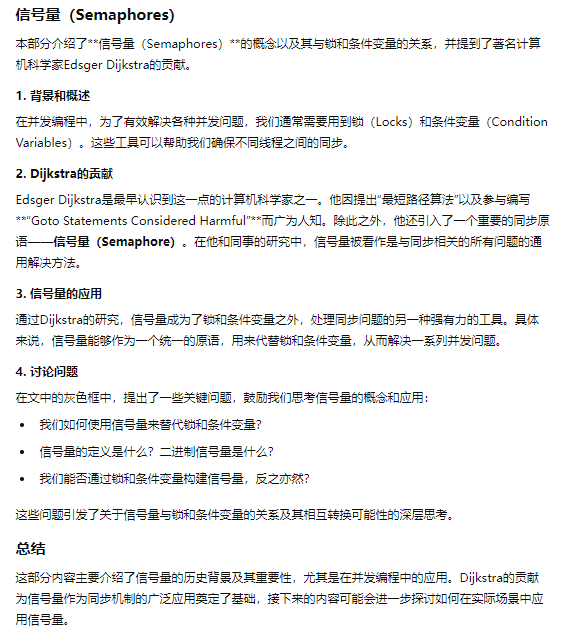 信号量（Semaphores）
本部分介绍了**信号量（Semaphores）**的概念以及其与锁和条件变量的关系，并提到了著名计算
机科学家Edsger Dijkstra的贡献。
1. 背景和概述
在并发编程中，为了有效解决各种并发问题，我们通常需要用到锁（Locks）和条件变量（Condition
Variables）。这些工具可以帮助我们确保不同线程之间的同步。
2. Dijkstra的贡献
Edsger Dijkstra是最早认识到这一点的计算机科学家之一。他因提出“最短路径算法”以及参与编写
**“Goto Statements Considered Harmful”**而广为人知。除此之外，他还引入了一个重要的同步原
语——信号量（Semaphore）。在他和同事的研究中，信号量被看作是与同步相关的所有问题的通
用解决方法。
3. 信号量的应用
通过Dijkstra的研究，信号量成为了锁和条件变量之外，处理同步问题的另一种强有力的工具。具体
来说，信号量能够作为一个统一的原语，用来代替锁和条件变量，从而解决一系列并发问题。
4. 讨论问题
在文中的灰色框中，提出了一些关键问题，鼓励我们思考信号量的概念和应用：
• 我们如何使用信号量来替代锁和条件变量？
• 信号量的定义是什么？二进制信号量是什么？
• 我们能否通过锁和条件变量构建信号量，反之亦然？
这些问题引发了关于信号量与锁和条件变量的关系及其相互转换可能性的深层思考。
总结
这部分内容主要介绍了信号量的历史背景及其重要性，尤其是在并发编程中的应用。Dijkstra的贡献
为信号量作为同步机制的广泛应用奠定了基础，接下来的内容可能会进一步探讨如何在实际场景中应
用信号量。